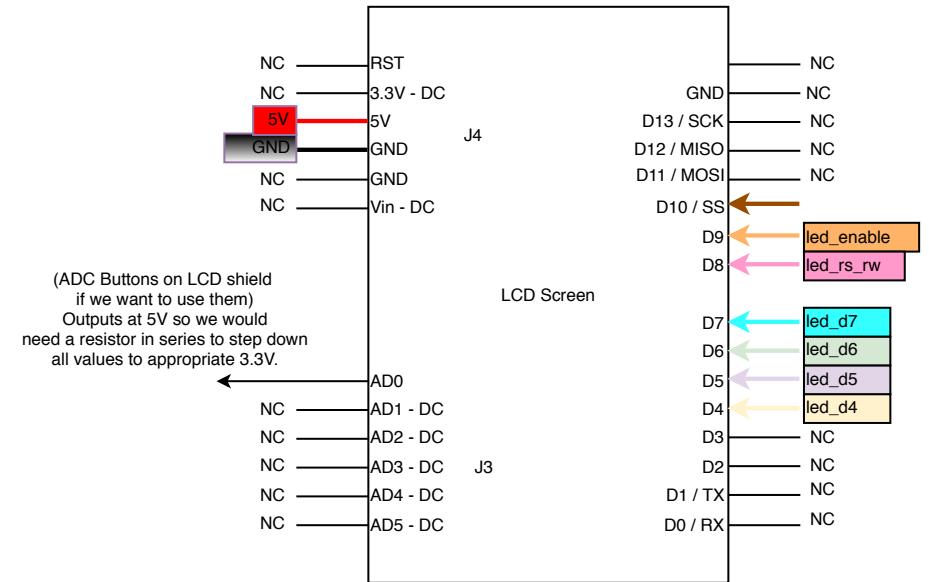 NC RST
NC 3.3V - DC
5V 5V
J4
GND GND
NC GND
NC Vin - DC
(ADC Buttons on LCD shield
if we want to use them)
Outputs at 5V so we would
need a resistor in series to step down
all values to appropriate 3.3V.
AD0
NC AD1 - DC
NC AD2 - DC
NC AD3 - DC J3
NC AD4 - DC
NC AD5 - DC
LCD Screen
NC
GND NC
D13 / SCK NC
D12 / MISO NC
D11 / MOSI NC
D10 / SS
D9 led_enable
D8 led_rs_rw
D7 led_d7
D6 led_d6
D5 led_d5
D4 led_d4
D3 NC
D2 NC
D1 / TX NC
D0 / RX NC